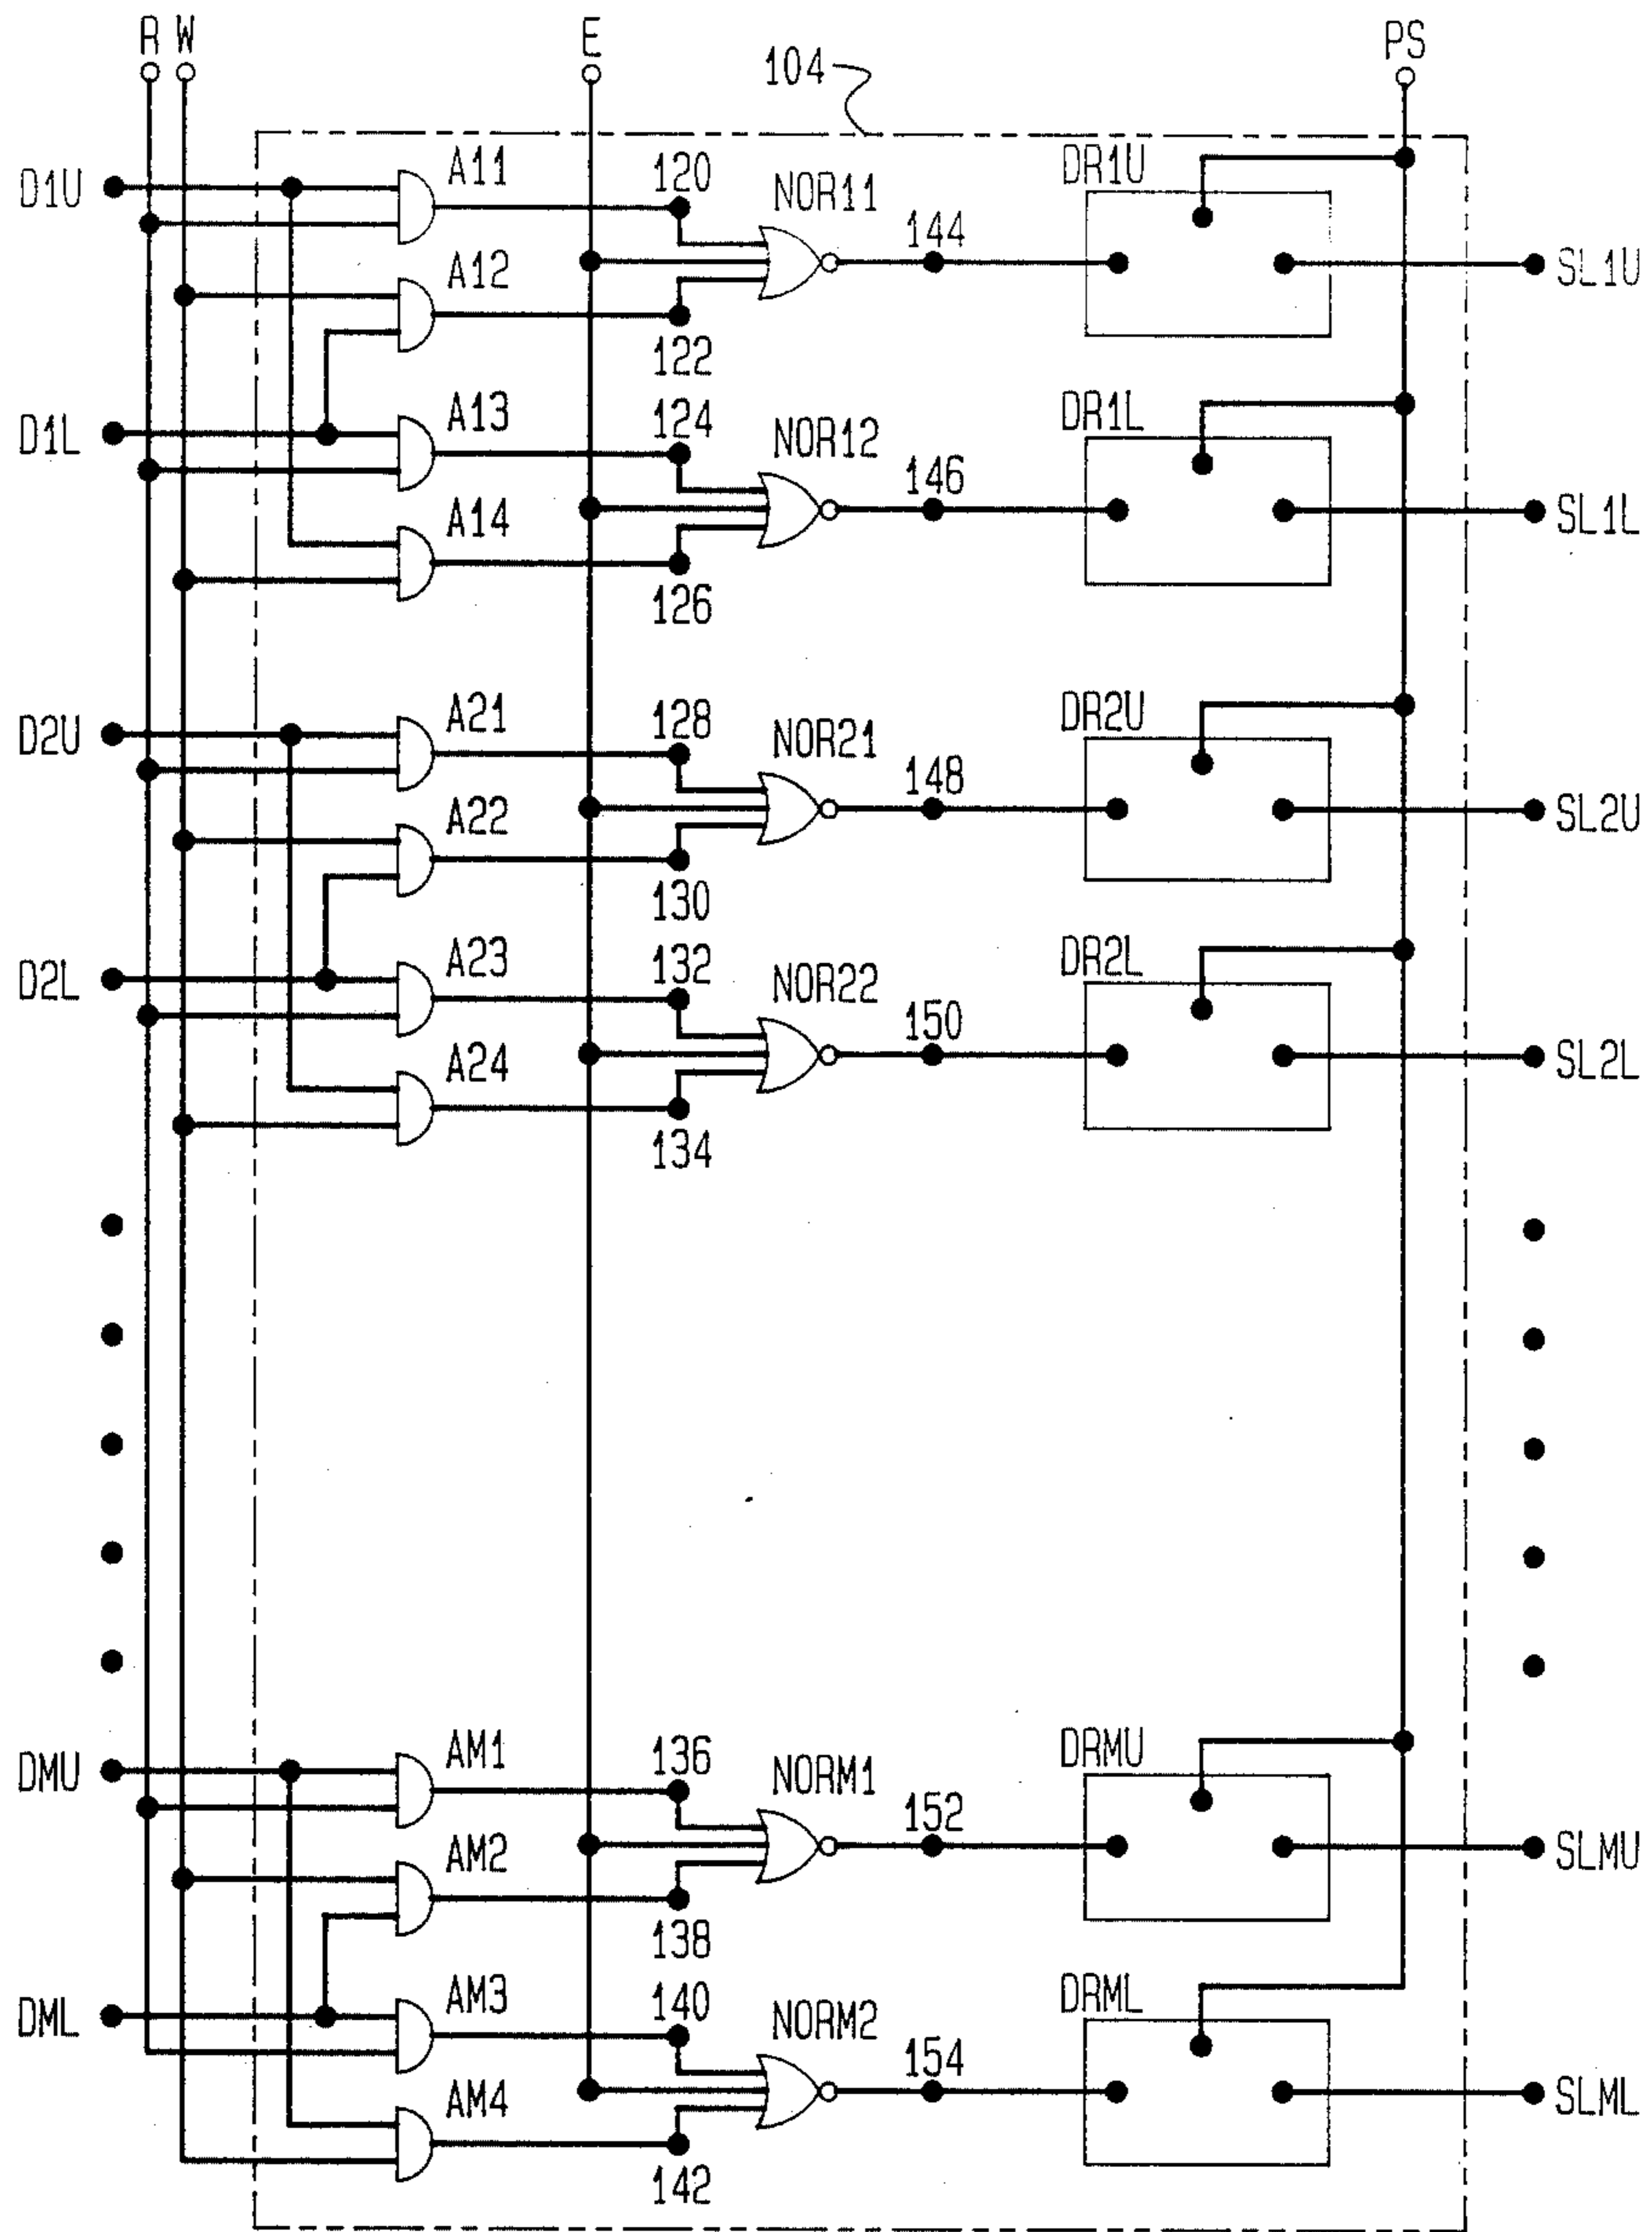 R W E PS
104
D1U A11 120 NOR11 DR1U
144 SL1U
A12
122
D1L A13 124 NOR12 DR1L
146 SL1L
A14
126
D2U A21 128 NOR21 DR2U
148 SL2U
A22
130
D2L A23 132 NOR22 DR2L
150 SL2L
A24
134
DMU AM1 136 NORM1 DRMU
152 SLMU
AM2
138
DML AM3 140 NORM2 DRML
154 SLML
AM4
142